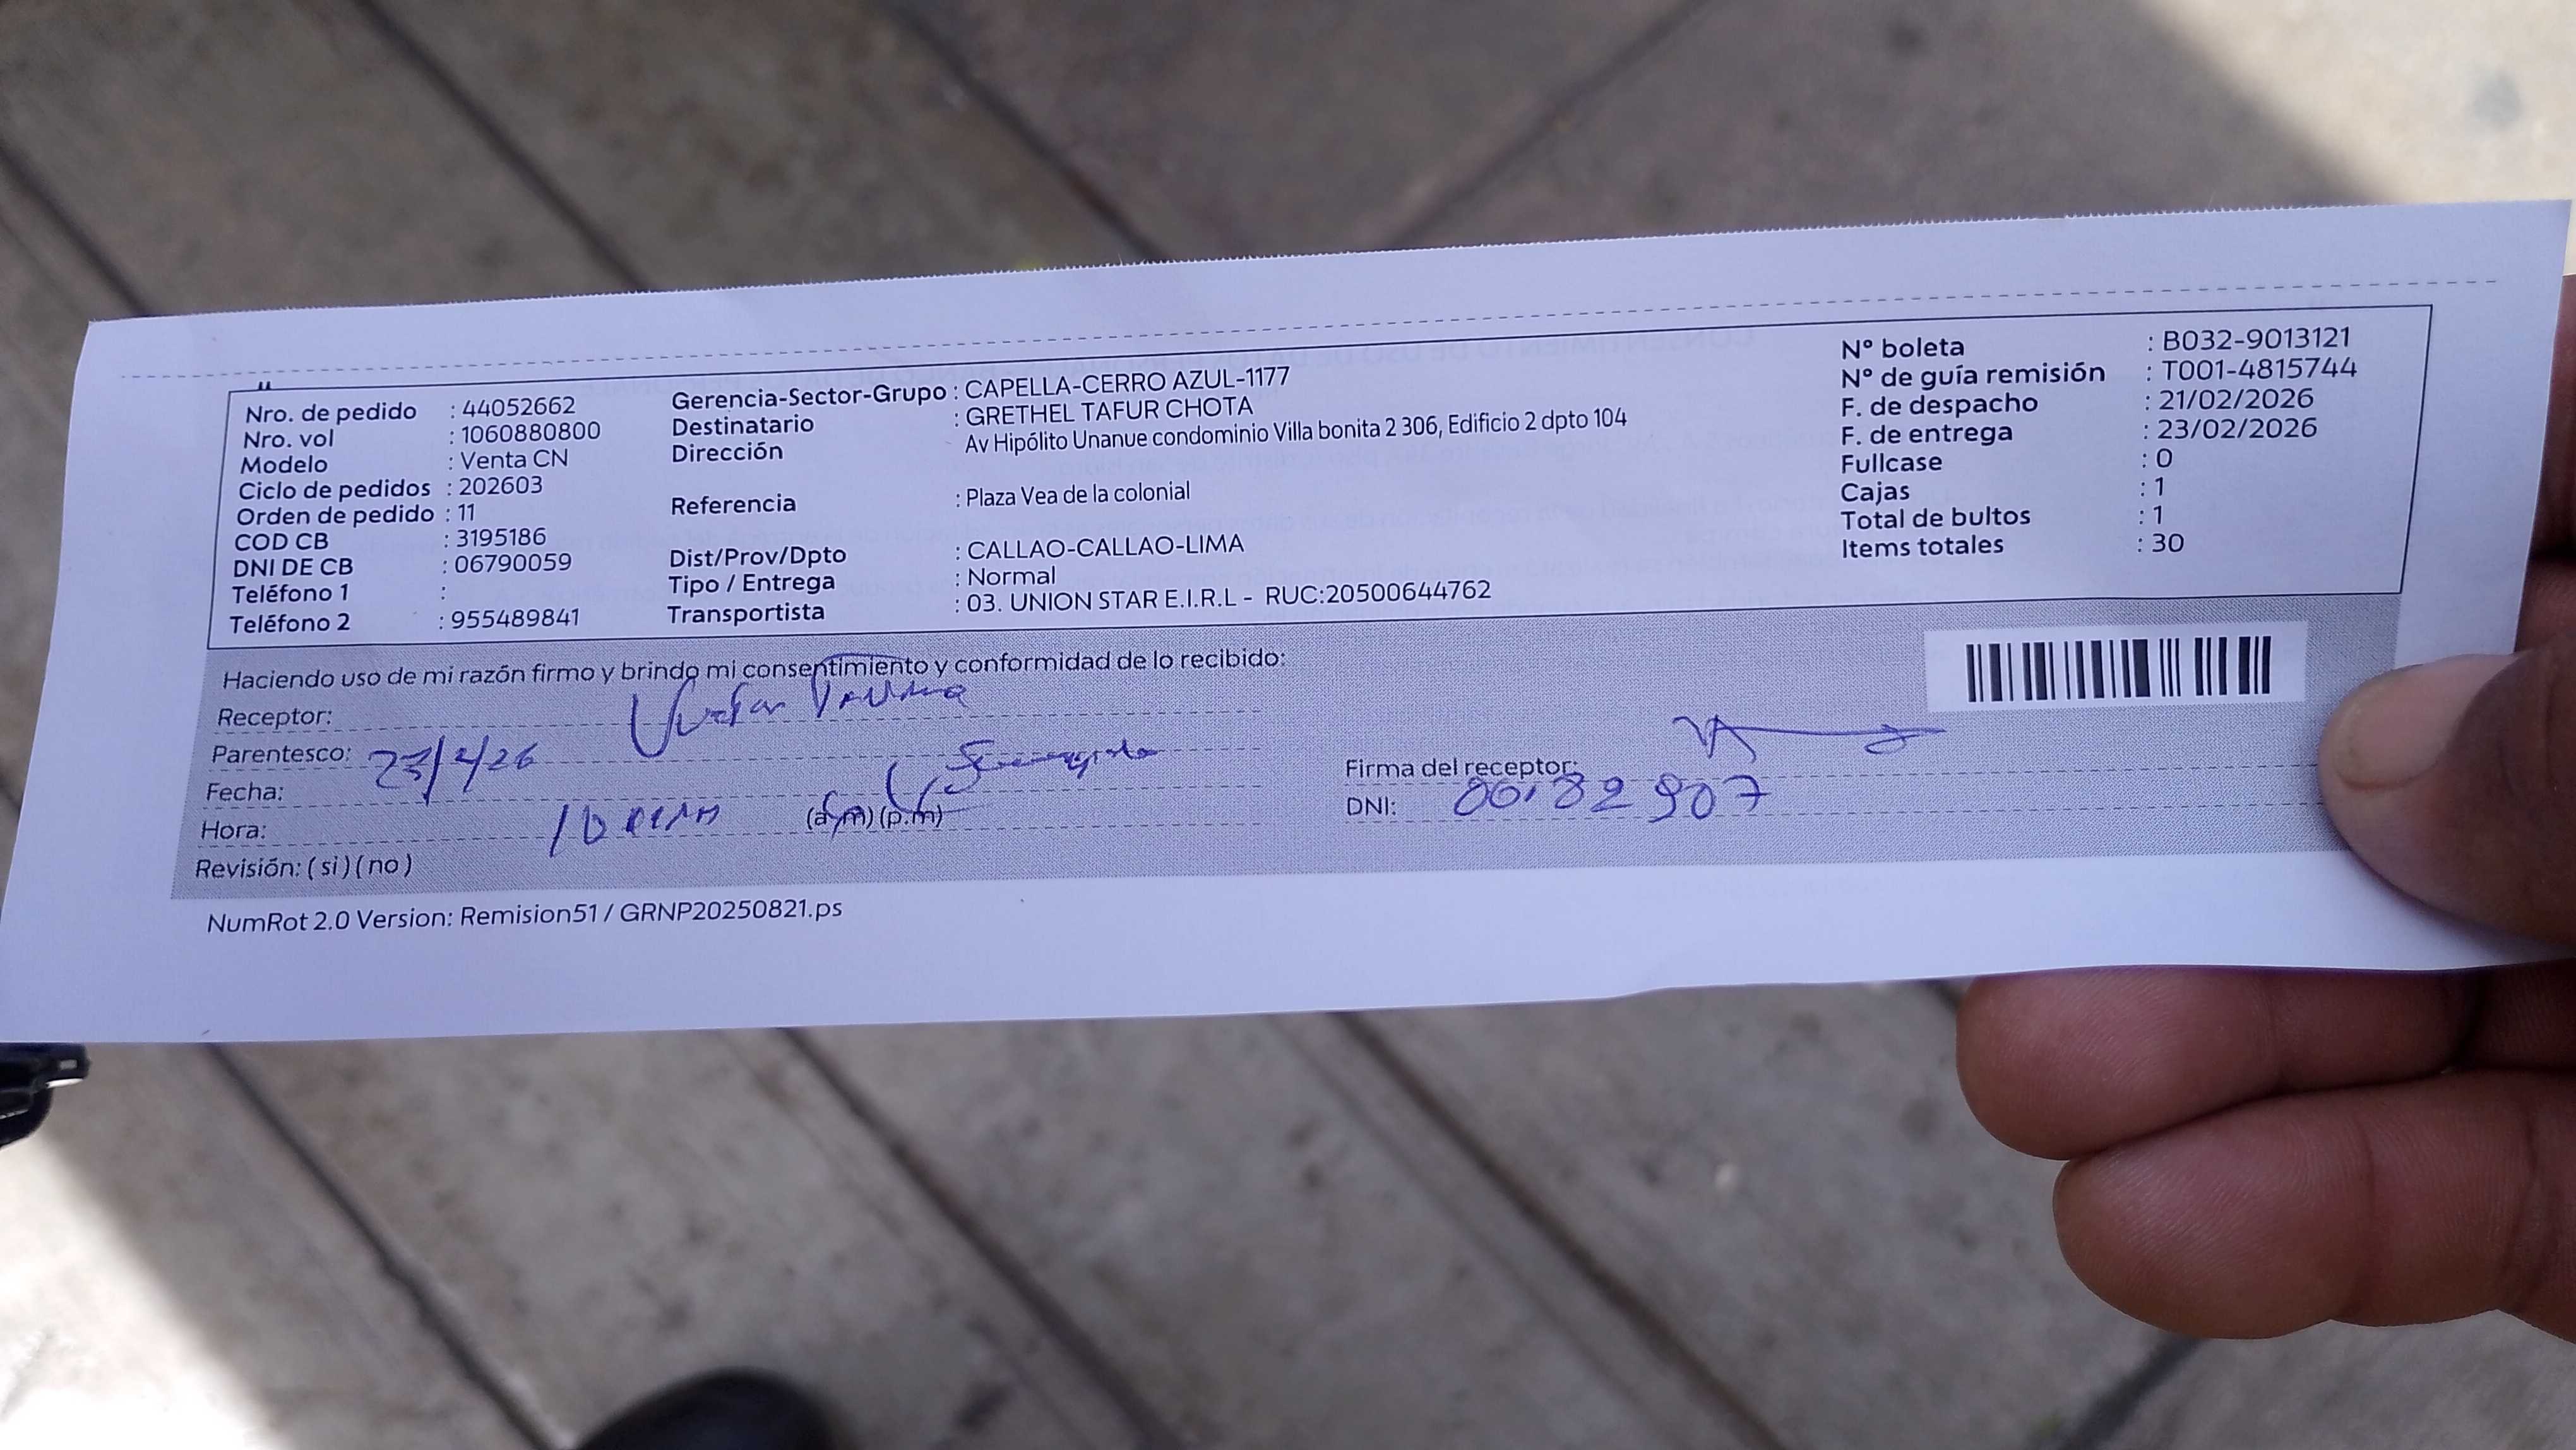 Nro. de pedido : 44052662
Nro. vol : 1060880800
Modelo : Venta CN
Ciclo de pedidos : 202603
Orden de pedido : 11
COD CB : 3195186
DNI DE CB : 06790059
Teléfono 1 :
Teléfono 2 : 955489841
Gerencia-Sector-Grupo : CAPELLA-CERRO AZUL-1177
Destinatario : GRETHEL TAFUR CHOTA
Dirección Av Hipólito Unanue condominio Villa bonita 2 306, Edificio 2 dpto 104
Referencia : Plaza Vea de la colonial
Dist/Prov/Dpto : CALLAO-CALLAO-LIMA
Tipo / Entrega : Normal
Transportista : 03. UNION STAR E.I.R.L - RUC:20500644762
N° boleta : B032-9013121
N° de guía remisión : T001-4815744
F. de despacho : 21/02/2026
F. de entrega : 23/02/2026
Fullcase : 0
Cajas : 1
Total de bultos : 1
Items totales : 30
Haciendo uso de mi razón firmo y brindo mi consentimiento y conformidad de lo recibido:
Receptor:
Parentesco:
23/2/26
Fecha:
Hora: (a.m) (p.m)
Revisión: ( si ) ( no )
Firma del receptor:
DNI:
NumRot 2.0 Version: Remision51 / GRNP20250821.ps